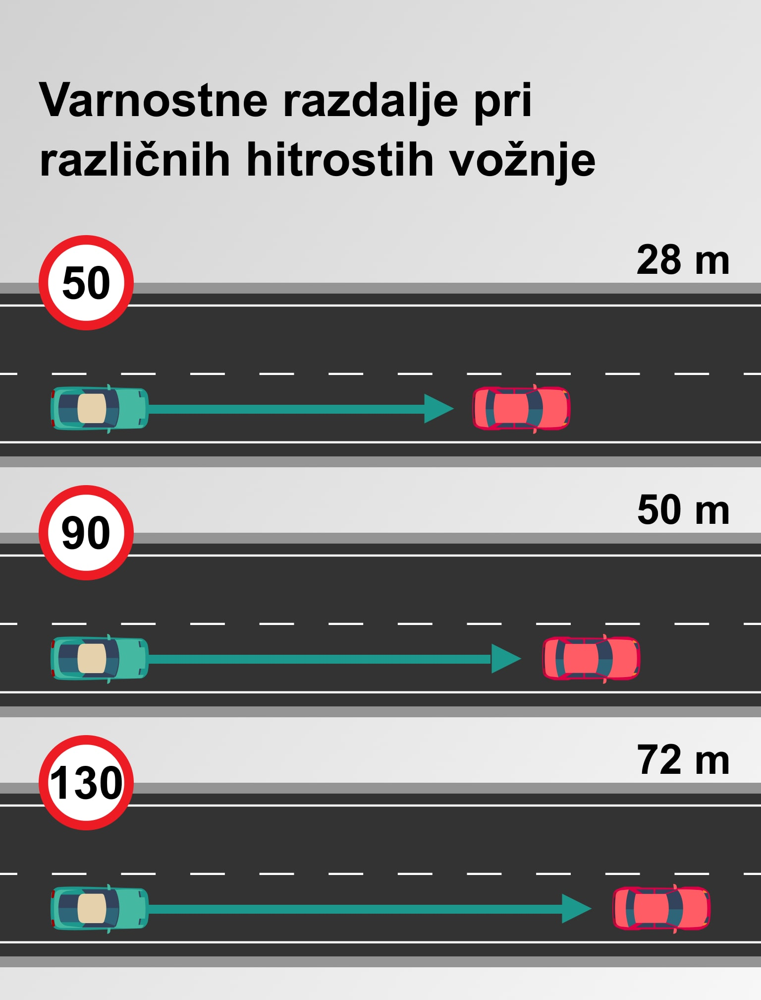 Varnostne razdalje pri
različnih hitrostih vožnje
50
28 m
90
50 m
130
72 m